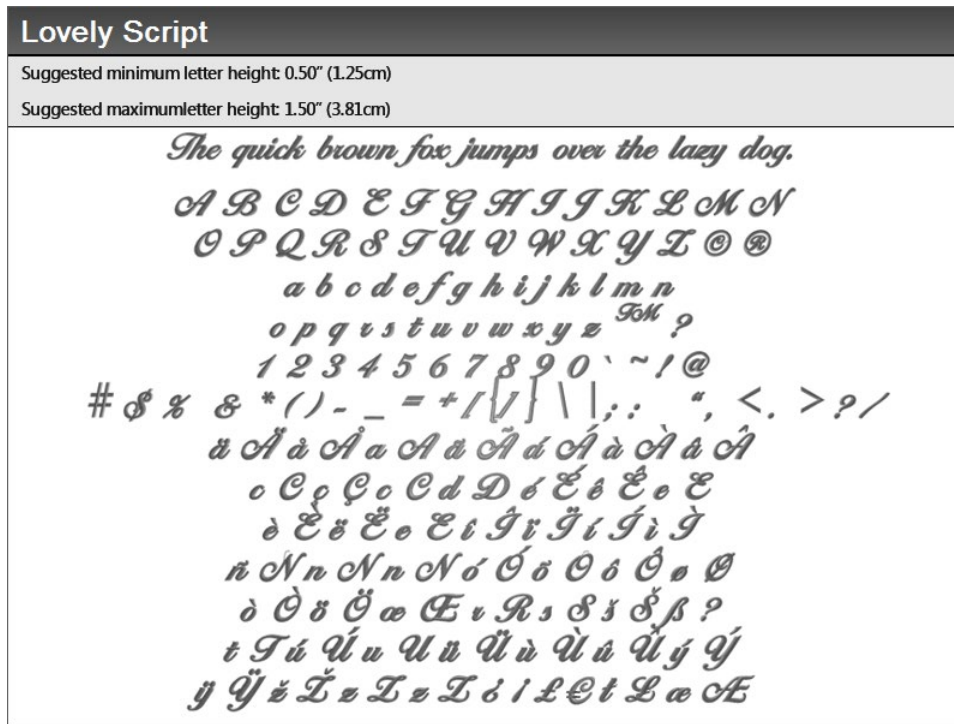 Lovely Script
Suggested minimum letter height: 0.50” (1.25cm)
Suggested maximumletter height: 1.50” (3.81cm)
The quick brown fox jumps over the lazy dog.
A B C D E F G H I J K L M N
O P Q R S T U V W X Y Z © ®
a b c d e f g h i j k l m n
o p q r s t u v w x y z ™ ?
1 2 3 4 5 6 7 8 9 0 ` ~ ! @
# $ % & * ( ) - _ = + [ { ] } \ | ; : “ , < . > ? /
ä Ä å Å a A ã Ã á Á à À â Â
c C ç Ç c C d D é É ê Ê e E
è È ë Ë e E î Î ï Ï í Í ì Ì
ñ Ñ n N n N ó Ó õ O ô Ô ø Ø
ò Ò ö Ö œ Œ r R s S š Š ß ?
t T ú Ú u U ü Ü ù Ù û Û ý Ý
ÿ Ÿ ž Ž z Z z Z ¿ ¡ £ € ł L æ Æ